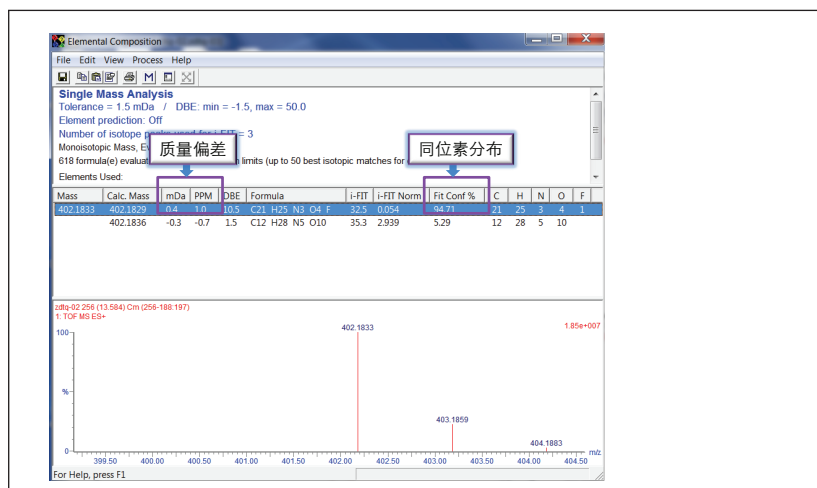 Elemental Composition
File Edit View Process Help
Single Mass Analysis
Tolerance = 1.5 mDa / DBE: min = -1.5, max = 50.0
Element prediction: Off
Number of isotope peaks used for i-FIT = 3
Monoisotopic Mass, Ev
618 formula(e) evaluat limits (up to 50 best isotopic matches for
Elements Used:
质量偏差
同位素分布
Mass Calc. Mass mDa PPM DBE Formula i-FIT i-FIT Norm Fit Conf % C H N O F
402.1833 402.1829 0.4 1.0 10.5 C21 H25 N3 O4 F 32.5 0.054 94.71 21 25 3 4 1
402.1836 -0.3 -0.7 1.5 C12 H28 N5 O10 35.3 2.939 5.29 12 28 5 10
zdtq-02 256 (13.584) Cm (256-188:197)
1: TOF MS ES+
1.85e+007
100
%
0
402.1833
403.1859
404.1883
399.50 400.00 400.50 401.00 401.50 402.00 402.50 403.00 403.50 404.00 404.50 m/z
For Help, press F1